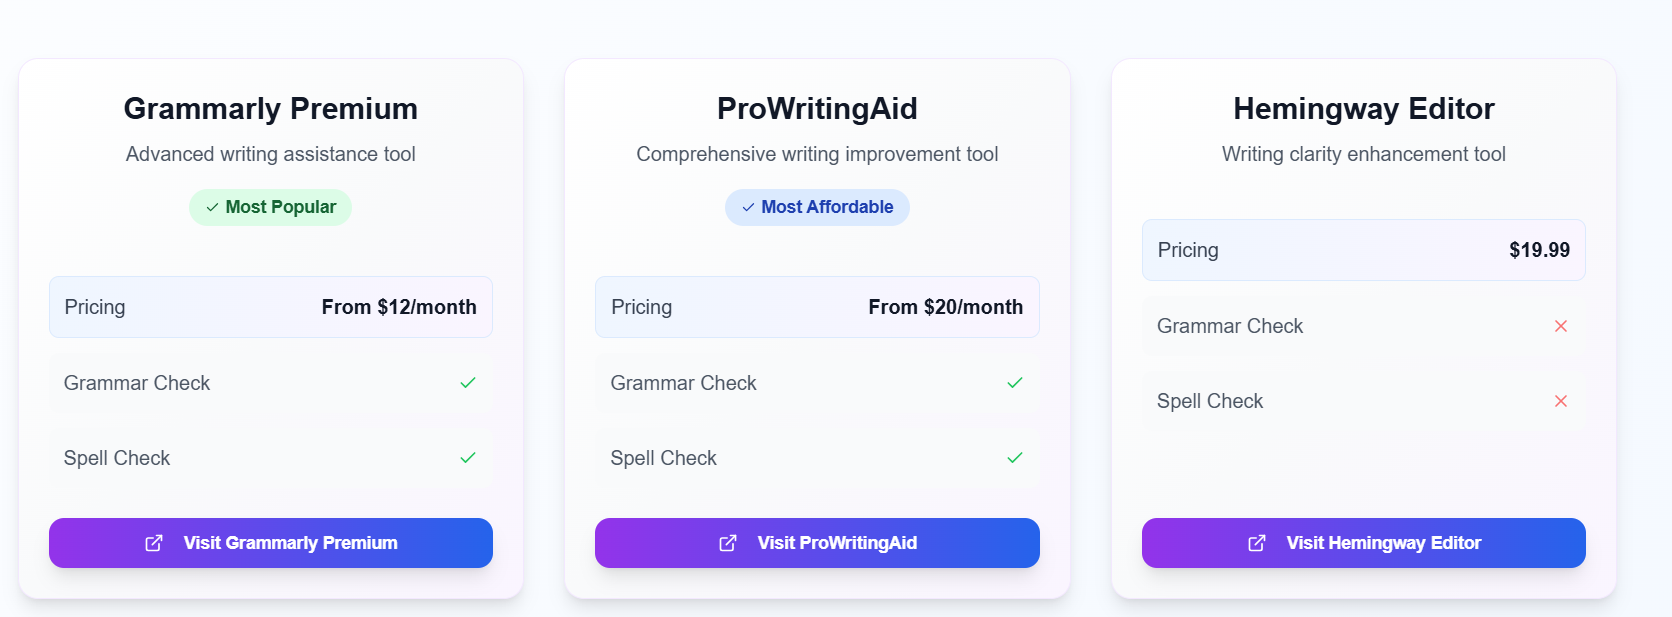 Grammarly Premium
Advanced writing assistance tool
Most Popular
Pricing From $12/month
Grammar Check
Spell Check
Visit Grammarly Premium
ProWritingAid
Comprehensive writing improvement tool
Most Affordable
Pricing From $20/month
Grammar Check
Spell Check
Visit ProWritingAid
Hemingway Editor
Writing clarity enhancement tool
Pricing $19.99
Grammar Check
Spell Check
Visit Hemingway Editor